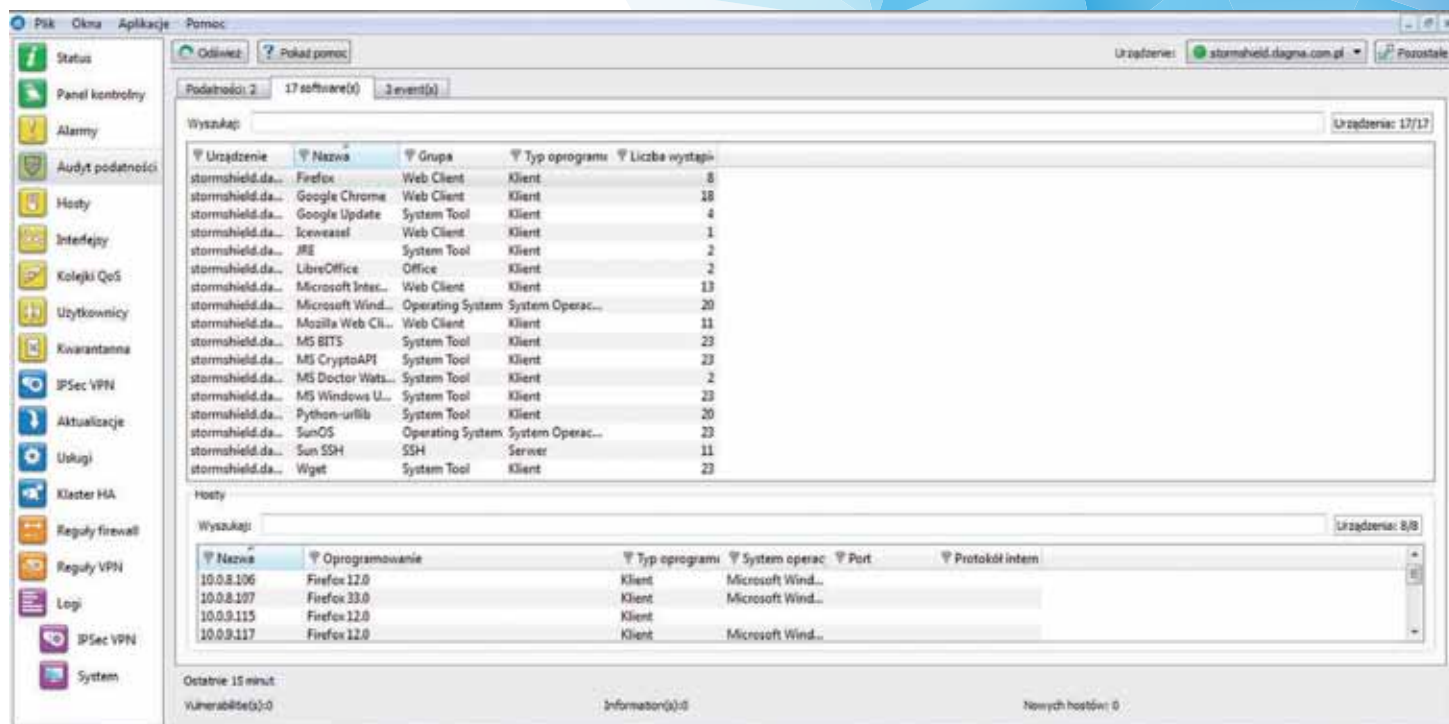 Plik Okna Aplikacje Pomoc
Status
Panel kontrolny
Alarmy
Audyt podatności
Hosty
Interfejsy
Kolejki QoS
Użytkownicy
Kwarantanna
IPSec VPN
Aktualizacje
Usługi
Klaster HA
Reguły firewall
Reguły VPN
Logi
IPSec VPN
System
Odśwież ? Pokaż pomoc Urządzenie: stormshield.dagma.com.pl Pozostałe
Podatności: 2 17 software(s) 3 event(s)
Wyszukaj: Urządzenia: 17/17
Urządzenie Nazwa Grupa Typ oprogramo Liczba wystąpi
stormshield.da... Firefox Web Client Klient 8
stormshield.da... Google Chrome Web Client Klient 18
stormshield.da... Google Update System Tool Klient 4
stormshield.da... Iceweasel Web Client Klient 1
stormshield.da... JRE System Tool Klient 2
stormshield.da... LibreOffice Office Klient 2
stormshield.da... Microsoft Inter... Web Client Klient 13
stormshield.da... Microsoft Wind... Operating System System Operac... 20
stormshield.da... Mozilla Web Cli... Web Client Klient 11
stormshield.da... MS BITS System Tool Klient 23
stormshield.da... MS CryptoAPI System Tool Klient 23
stormshield.da... MS Doctor Wats... System Tool Klient 2
stormshield.da... MS Windows U... System Tool Klient 23
stormshield.da... Python-urllib System Tool Klient 20
stormshield.da... SunOS Operating System System Operac... 23
stormshield.da... Sun SSH SSH Serwer 11
stormshield.da... Wget System Tool Klient 23
Hosty
Wyszukaj: Urządzenia: 8/8
Nazwa Oprogramowanie Typ oprogramo System operac Port Protokół intern
10.0.8.106 Firefox 12.0 Klient Microsoft Wind...
10.0.8.107 Firefox 33.0 Klient Microsoft Wind...
10.0.9.115 Firefox 12.0 Klient
10.0.9.117 Firefox 12.0 Klient Microsoft Wind...
Ostatnie 15 minut
Vulnerabilitie(s):0 Information(s):0 Nowych hostów: 0